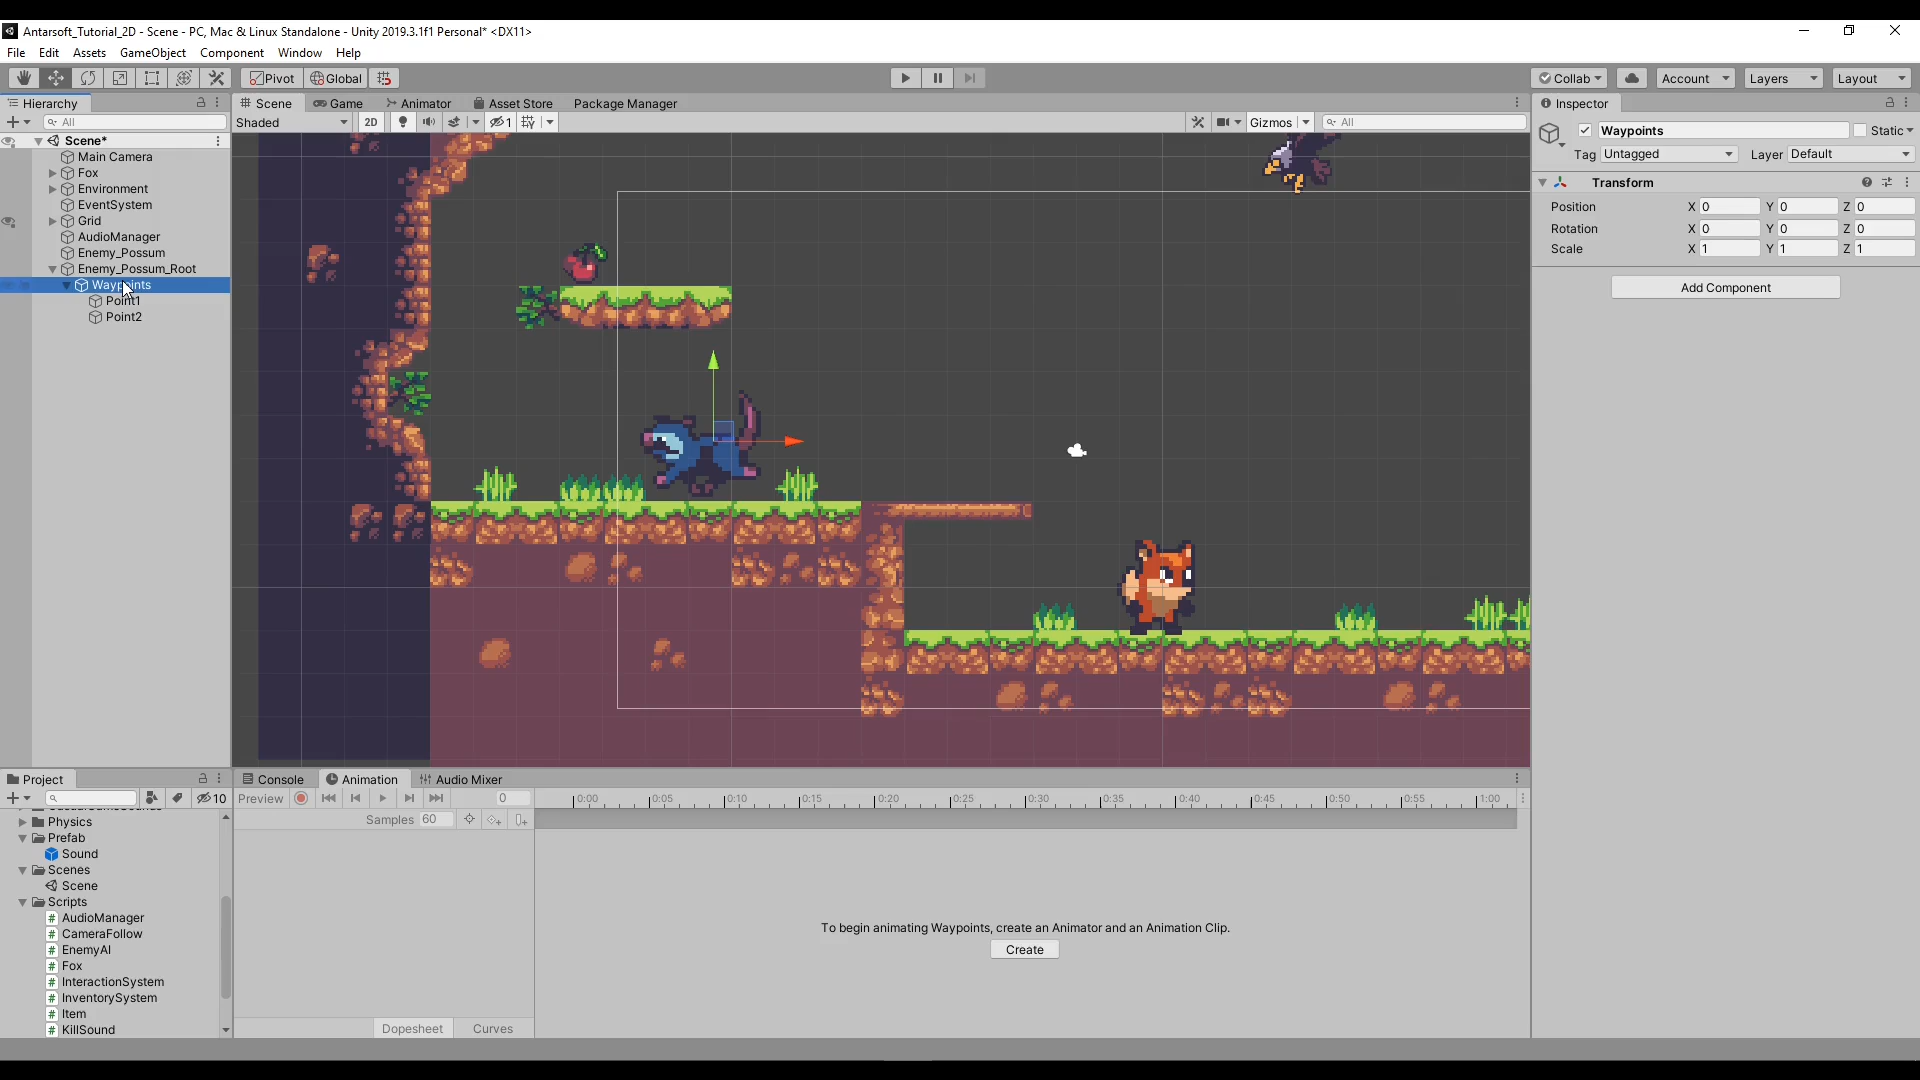 Antarsoft_Tutorial_2D - Scene - PC, Mac & Linux Standalone - Unity 2019.3.1f1 Personal* <DX11>
File Edit Assets GameObject Component Window Help
Pivot Global Collab Account Layers Layout
Hierarchy Scene Game Animator Asset Store Package Manager Inspector
All Shaded 2D 1 Gizmos All
Scene*
Main Camera
Fox
Environment
EventSystem
Grid
AudioManager
Enemy_Possum
Enemy_Possum_Root
Waypoints
Point1
Point2
Waypoints Static
Tag Untagged Layer Default
Transform
Position X 0 Y 0 Z 0
Rotation X 0 Y 0 Z 0
Scale X 1 Y 1 Z 1
Add Component
Project Console Animation Audio Mixer
10 Preview 0 0:00 0:05 0:10 0:15 0:20 0:25 0:30 0:35 0:40 0:45 0:50 0:55 1:00
Samples 60
Physics
Prefab
Sound
Scenes
Scene
Scripts
AudioManager
CameraFollow
EnemyAI
Fox
InteractionSystem
InventorySystem
Item
KillSound
To begin animating Waypoints, create an Animator and an Animation Clip.
Create
Dopesheet Curves